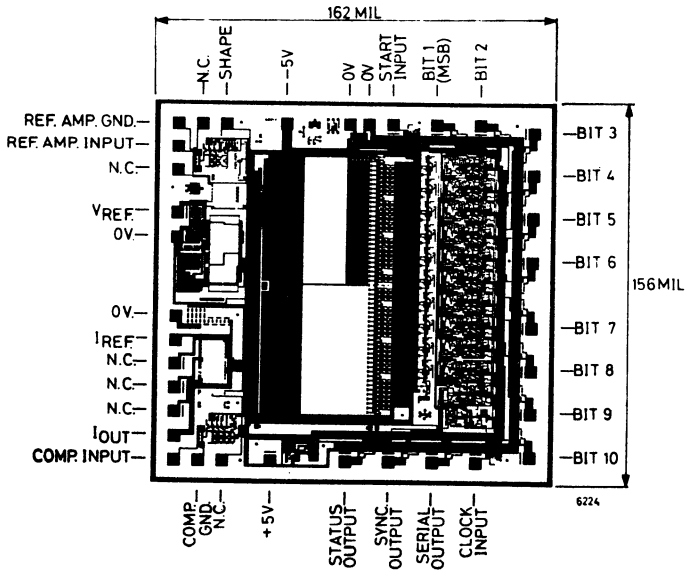 162 MIL
N.C.
SHAPE
-5V
0V
0V
START
INPUT
BIT 1
(MSB)
BIT 2
REF. AMP. GND.
REF. AMP. INPUT
N.C.
VREF.
0V.
0V.
IREF.
N.C.
N.C.
N.C.
IOUT
COMP. INPUT
BIT 3
BIT 4
BIT 5
BIT 6
BIT 7
BIT 8
BIT 9
BIT 10
156 MIL
6224
COMP.
GND.
N.C.
+5V
STATUS
OUTPUT
SYNC.
OUTPUT
SERIAL
OUTPUT
CLOCK
INPUT